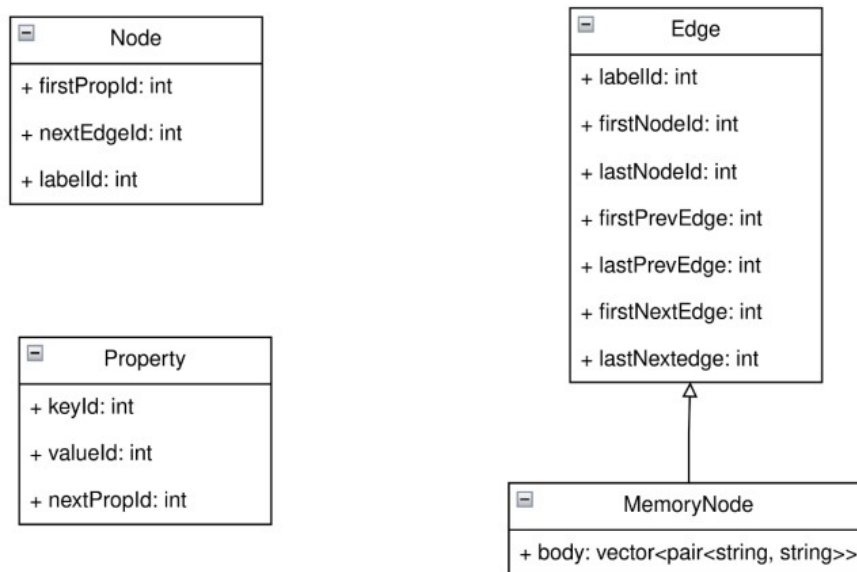 Node
+ firstPropId: int
+ nextEdgeId: int
+ labelId: int
Edge
+ labelId: int
+ firstNodeId: int
+ lastNodeId: int
+ firstPrevEdge: int
+ lastPrevEdge: int
+ firstNextEdge: int
+ lastNextedge: int
Property
+ keyId: int
+ valueId: int
+ nextPropId: int
MemoryNode
+ body: vector<pair<string, string>>